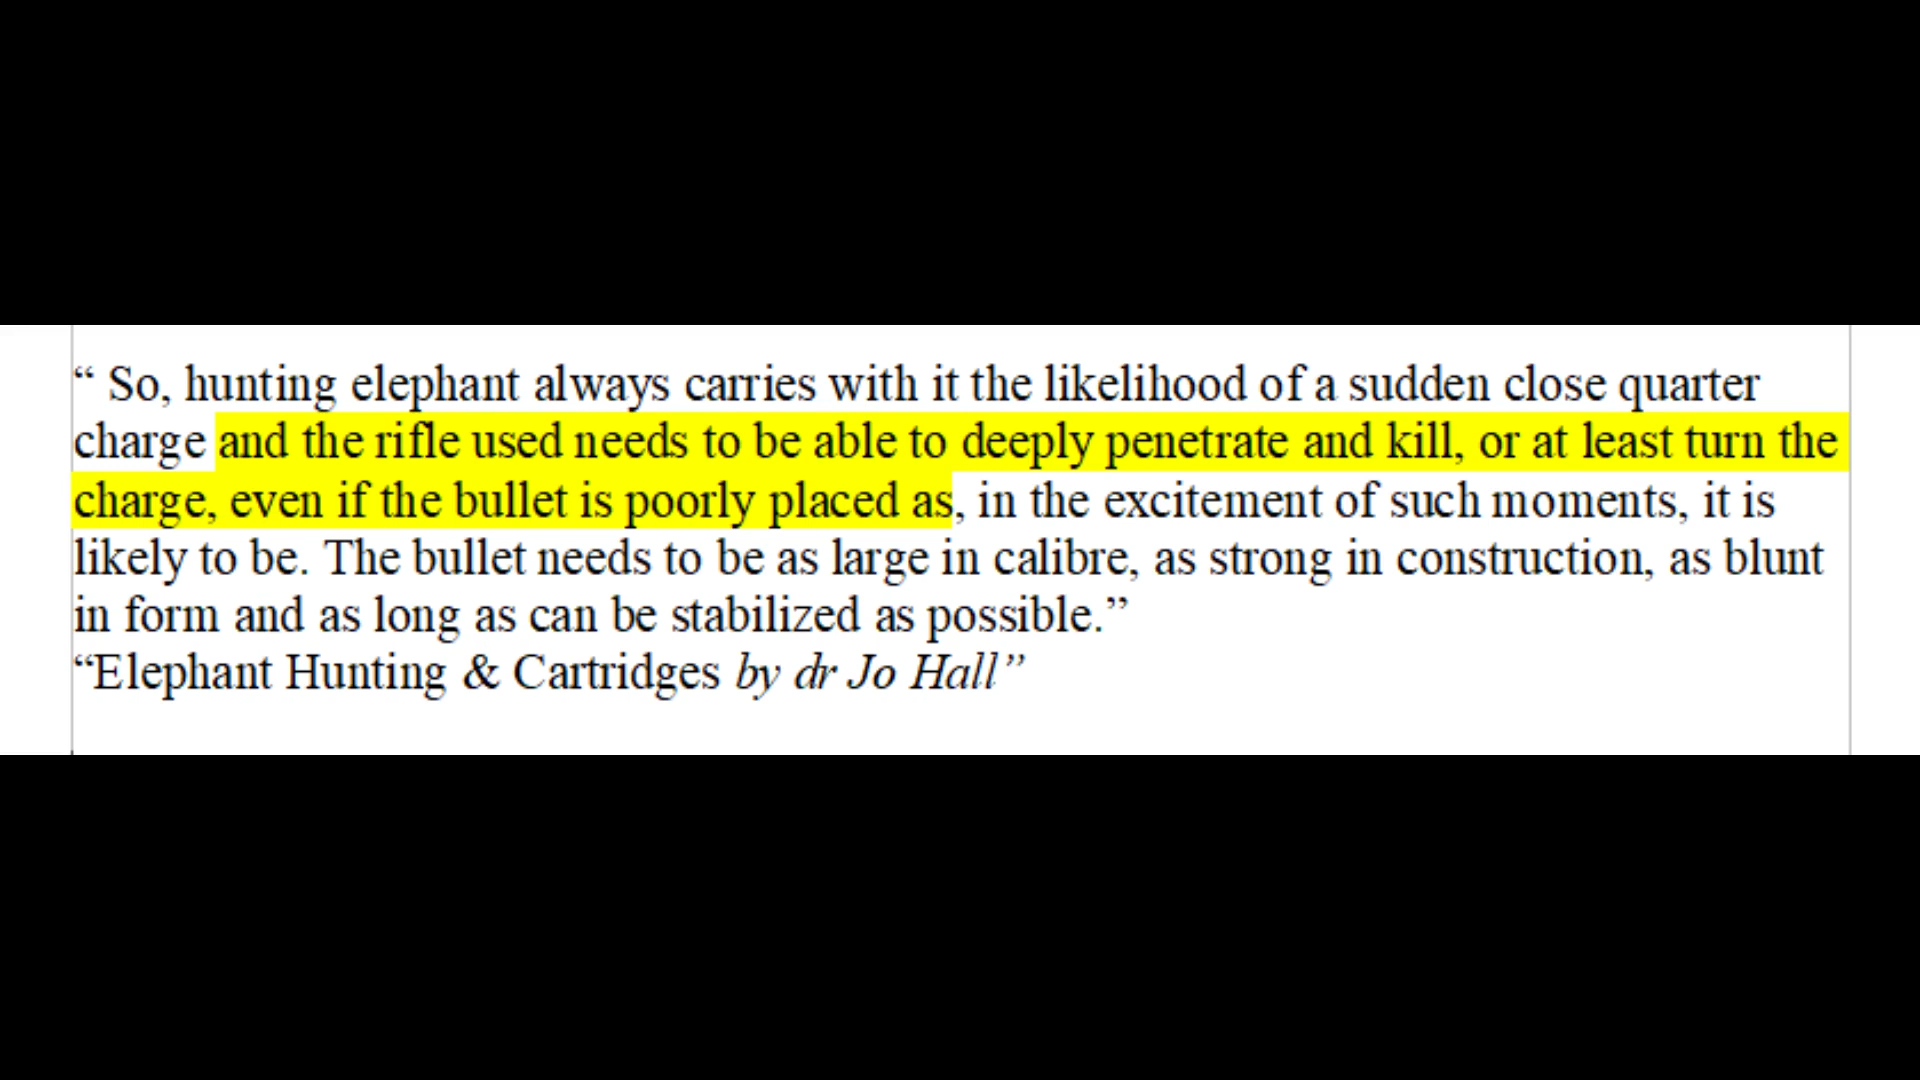 “ So, hunting elephant always carries with it the likelihood of a sudden close quarter
charge and the rifle used needs to be able to deeply penetrate and kill, or at least turn the
charge, even if the bullet is poorly placed as, in the excitement of such moments, it is
likely to be. The bullet needs to be as large in calibre, as strong in construction, as blunt
in form and as long as can be stabilized as possible.”
“Elephant Hunting & Cartridges by dr Jo Hall”